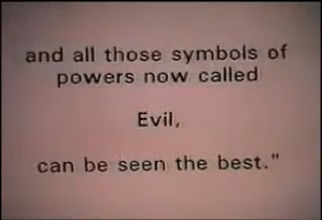 and all those symbols of
powers now called
Evil,
can be seen the best."